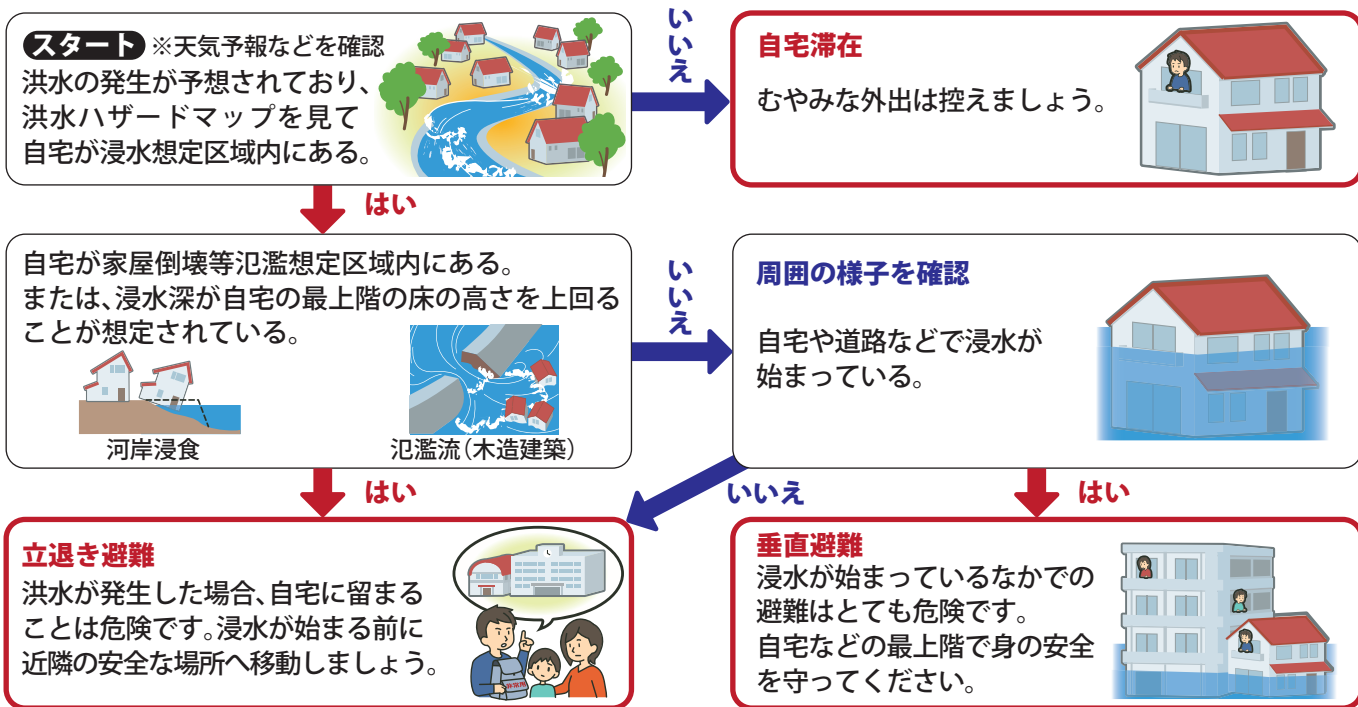 スタート ※天気予報などを確認
洪水の発生が予想されており、
洪水ハザードマップを見て
自宅が浸水想定区域内にある。
いいえ
自宅滞在
むやみな外出は控えましょう。
はい
自宅が家屋倒壊等氾濫想定区域内にある。
または、浸水深が自宅の最上階の床の高さを上回る
ことが想定されている。
河岸浸食
氾濫流(木造建築)
いいえ
周囲の様子を確認
自宅や道路などで浸水が
始まっている。
はい
いいえ
はい
立退き避難
洪水が発生した場合、自宅に留まる
ことは危険です。浸水が始まる前に
近隣の安全な場所へ移動しましょう。
非常用
垂直避難
浸水が始まっているなかでの
避難はとても危険です。
自宅などの最上階で身の安全
を守ってください。